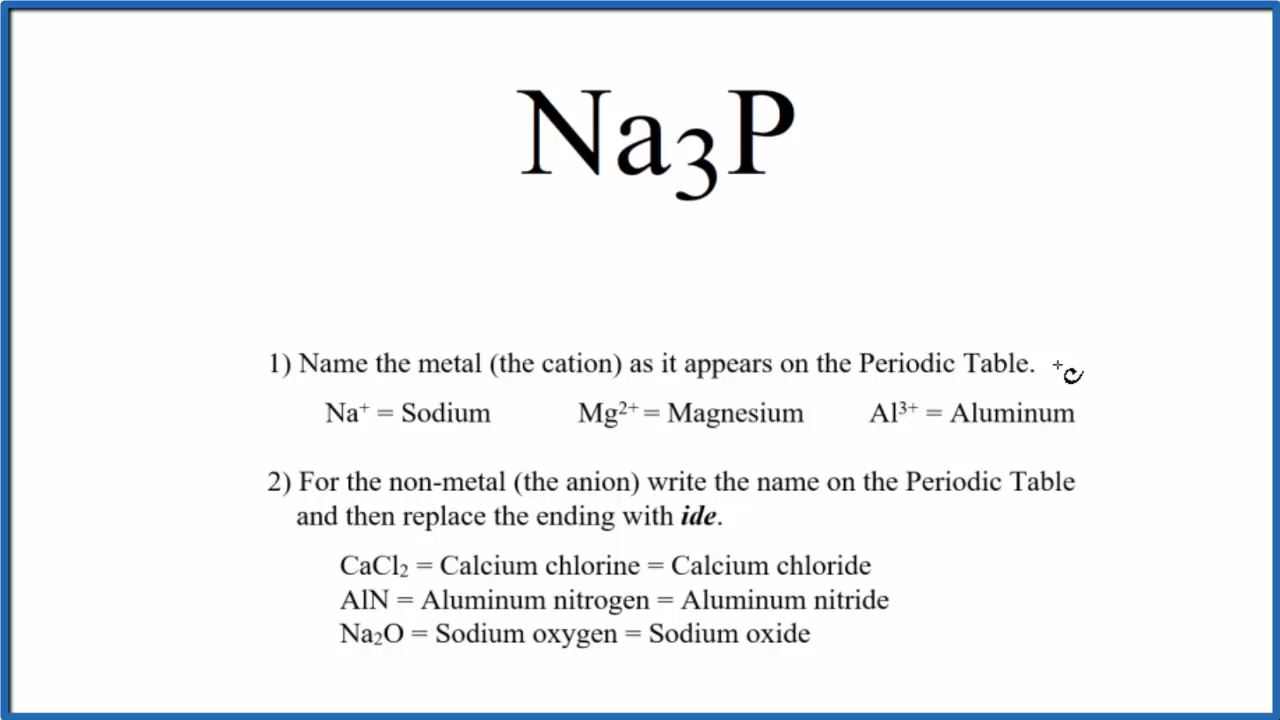 Na₃P
1) Name the metal (the cation) as it appears on the Periodic Table.
Na⁺ = Sodium Mg²⁺ = Magnesium Al³⁺ = Aluminum
2) For the non-metal (the anion) write the name on the Periodic Table
and then replace the ending with ide.
CaCl₂ = Calcium chlorine = Calcium chloride
AlN = Aluminum nitrogen = Aluminum nitride
Na₂O = Sodium oxygen = Sodium oxide